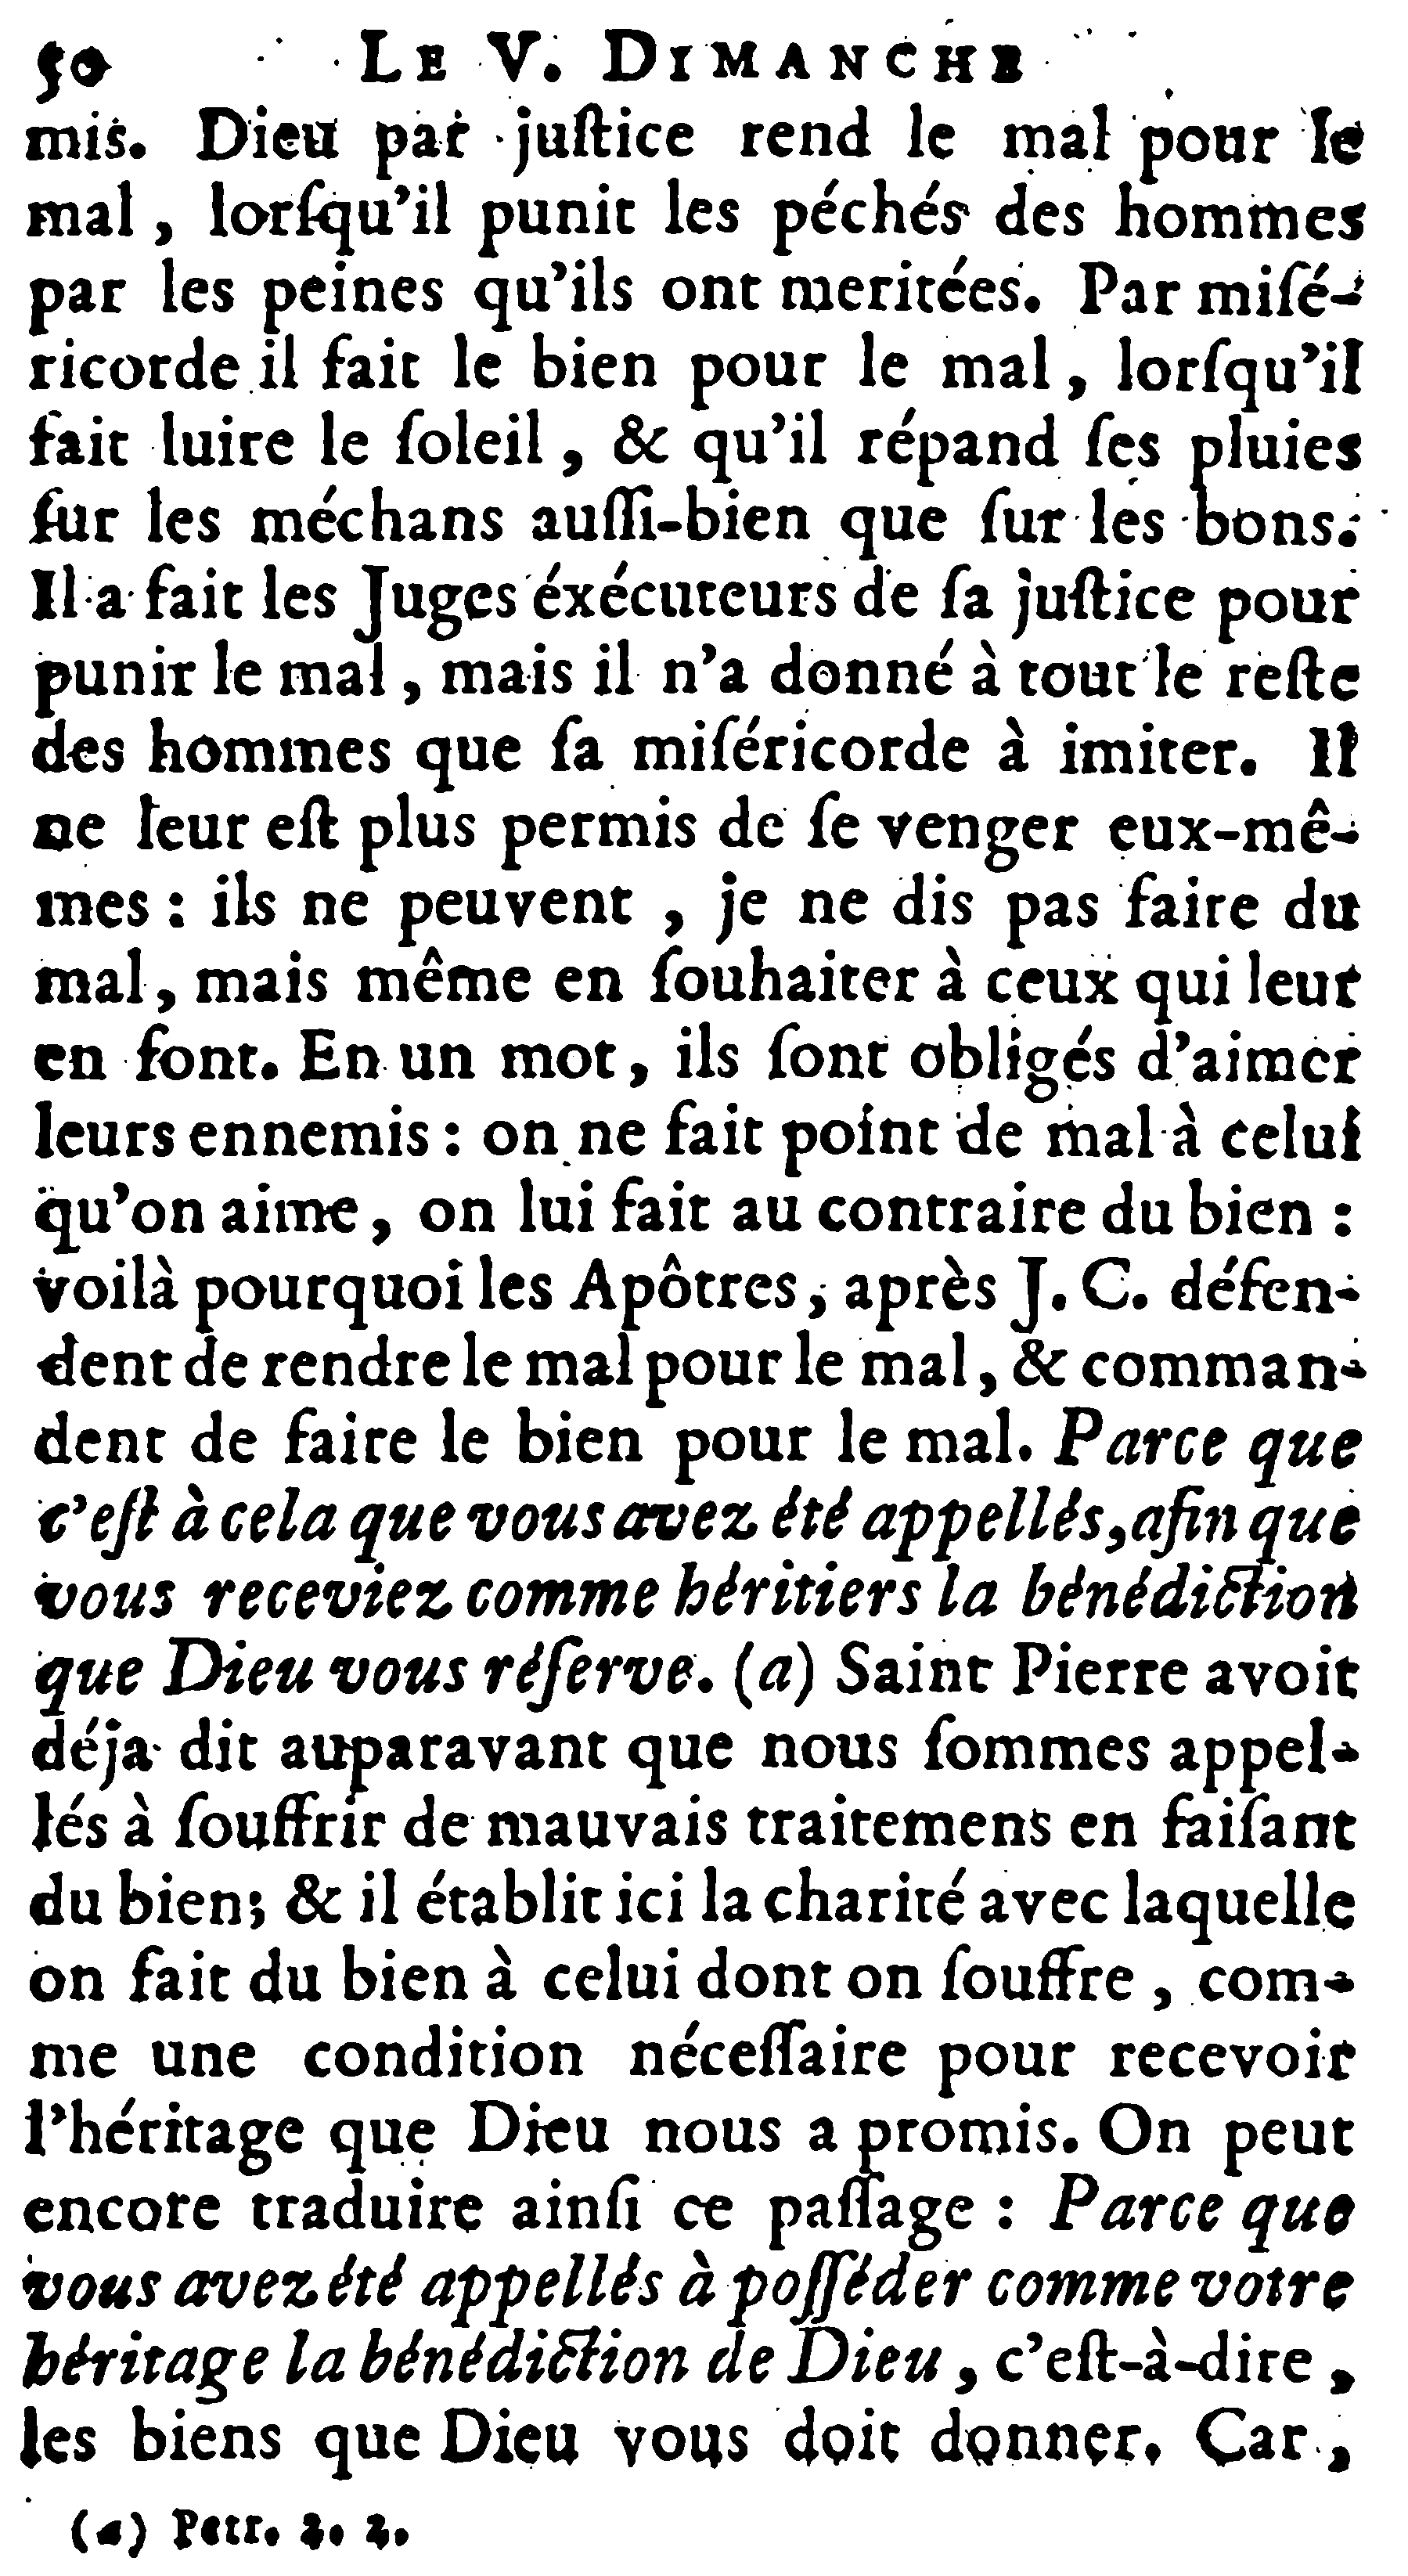 50 LE V. DIMANCHE
mis. Dieu par juſtice rend le mal pour le
mal, lorſqu'il punit les péchés des hommes
par les peines qu'ils ont meritées. Par miſé-
ricorde il fait le bien pour le mal, lorſqu'il
fait luire le ſoleil, & qu'il répand ſes pluies
ſur les méchans auſſi-bien que ſur les bons.
Il a fait les Juges éxécuteurs de ſa juſtice pour
punir le mal, mais il n'a donné à tout le reſte
des hommes que ſa miſéricorde à imiter. Il
ne leur eſt plus permis de ſe venger eux-mê-
mes : ils ne peuvent, je ne dis pas faire du
mal, mais même en ſouhaiter à ceux qui leur
en font. En un mot, ils ſont obligés d'aimer
leurs ennemis : on ne fait point de mal à celui
qu'on aime, on lui fait au contraire du bien :
voilà pourquoi les Apôtres, après J. C. défen-
dent de rendre le mal pour le mal, & comman-
dent de faire le bien pour le mal. Parce que
c'eſt à cela que vous avez été appellés, afin que
vous receviez comme héritiers la bénédiction
que Dieu vous réſerve. (a) Saint Pierre avoit
déja dit auparavant que nous ſommes appel-
lés à ſouffrir de mauvais traitemens en faiſant
du bien; & il établit ici la charité avec laquelle
on fait du bien à celui dont on ſouffre, com-
me une condition néceſſaire pour recevoir
l'héritage que Dieu nous a promis. On peut
encore traduire ainſi ce paſſage : Parce que
vous avez été appellés à poſſéder comme votre
héritage la bénédiction de Dieu, c'eſt-à-dire,
les biens que Dieu vous doit donner. Car,
(a) Petr. 2. 2.